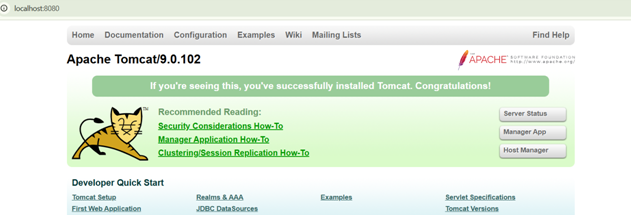 localhost:8080
Home Documentation Configuration Examples Wiki Mailing Lists Find Help
Apache Tomcat/9.0.102
THE APACHE SOFTWARE FOUNDATION
http://www.apache.org/
If you're seeing this, you've successfully installed Tomcat. Congratulations!
TM
Recommended Reading:
Security Considerations How-To
Manager Application How-To
Clustering/Session Replication How-To
Server Status
Manager App
Host Manager
Developer Quick Start
Tomcat Setup Realms & AAA Examples Servlet Specifications
First Web Application JDBC DataSources Tomcat Versions